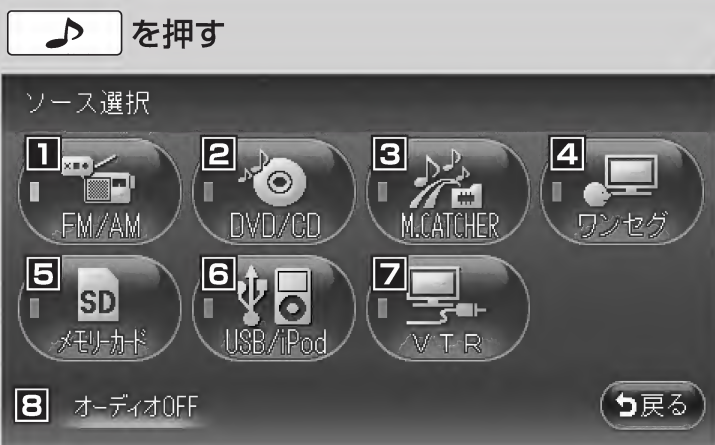 ♪ を押す
ソース選択
1 FM/AM
2 DVD/CD
3 M.CATCHER
4 ワンセグ
5 SD メモリーカード
6 USB/iPod
7 VTR
8 オーディオOFF
戻る